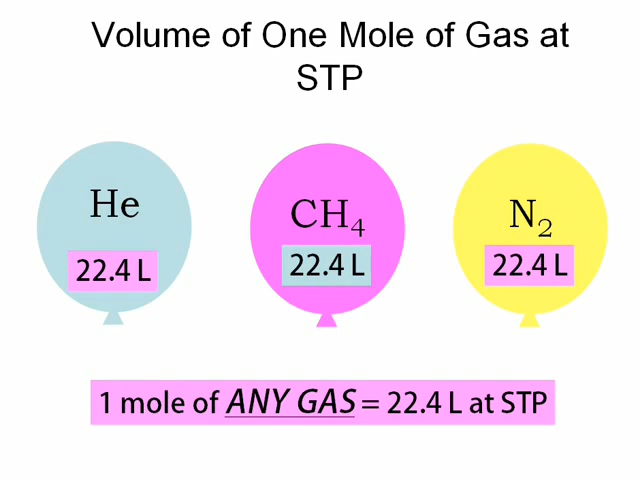 Volume of One Mole of Gas at
STP
He
22.4 L
CH₄
22.4 L
N₂
22.4 L
1 mole of ANY GAS = 22.4 L at STP